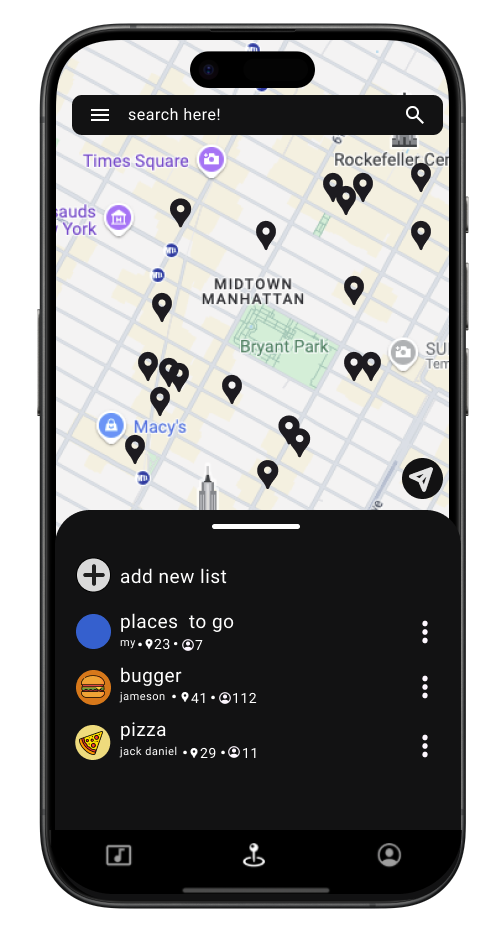 search here!
Times Square
Rockefeller Cen
sauds
York
MIDTOWN
MANHATTAN
Bryant Park
SU
Tem
Macy's
add new list
places to go
my • 23 • 7
bugger
jameson • 41 • 112
pizza
jack daniel • 29 • 11